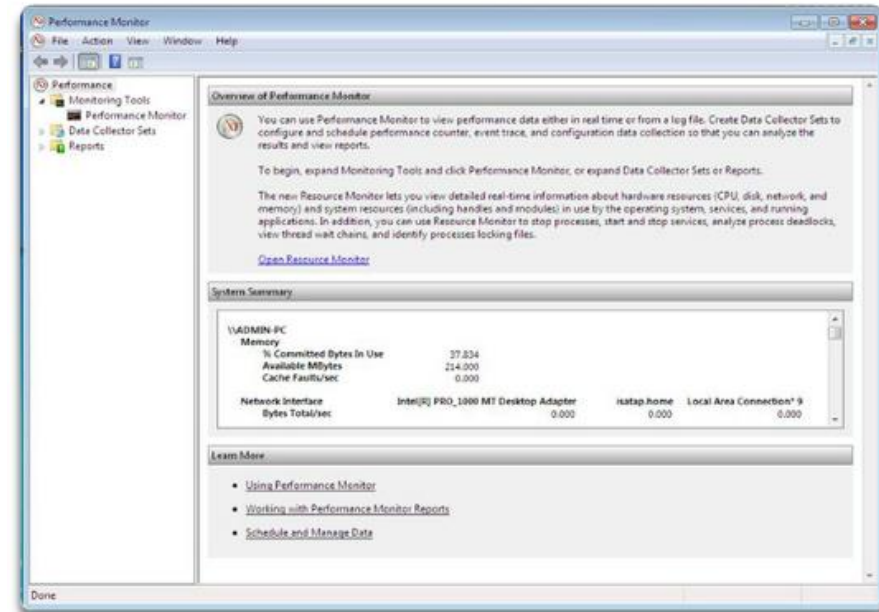 Performance Monitor
File Action View Window Help
Performance
Monitoring Tools
Performance Monitor
Data Collector Sets
Reports
Overview of Performance Monitor
You can use Performance Monitor to view performance data either in real time or from a log file. Create Data Collector Sets to
configure and schedule performance counter, event trace, and configuration data collection so that you can analyze the
results and view reports.
To begin, expand Monitoring Tools and click Performance Monitor, or expand Data Collector Sets or Reports.
The new Resource Monitor lets you view detailed real-time information about hardware resources (CPU, disk, network, and
memory) and system resources (including handles and modules) in use by the operating system, services, and running
applications. In addition, you can use Resource Monitor to stop processes, start and stop services, analyze process deadlocks,
view thread wait chains, and identify processes locking files.
Open Resource Monitor
System Summary
\\ADMIN-PC
Memory
% Committed Bytes In Use 37.834
Available MBytes 214.000
Cache Faults/sec 0.000
Network Interface Intel[R] PRO_1000 MT Desktop Adapter isatap.home Local Area Connection* 9
Bytes Total/sec 0.000 0.000 0.000
Learn More
Using Performance Monitor
Working with Performance Monitor Reports
Schedule and Manage Data
Done